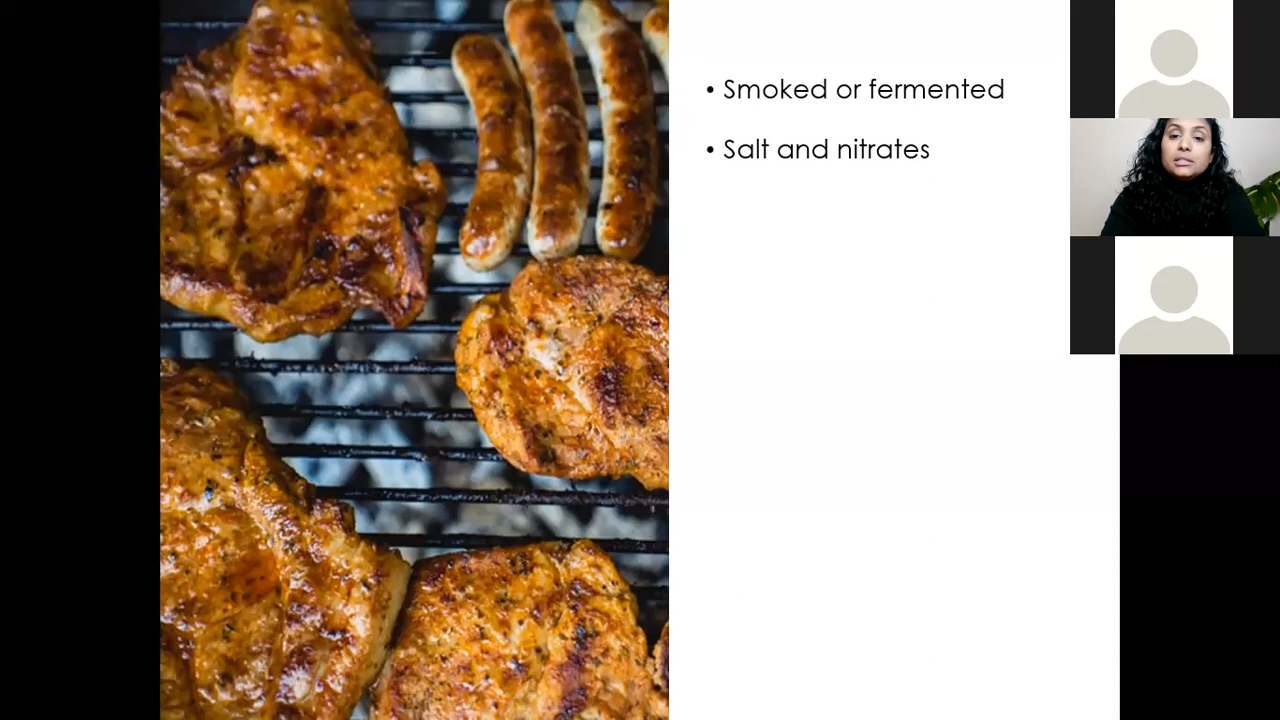 • Smoked or fermented
• Salt and nitrates